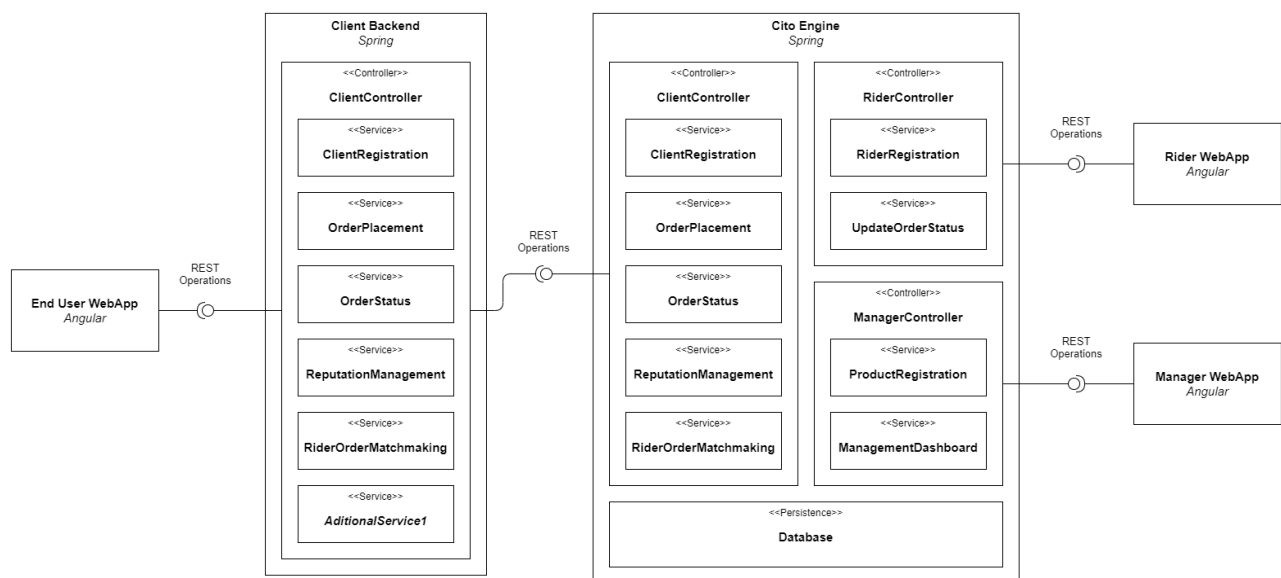 End User WebApp
Angular
REST
Operations
Client Backend
Spring
<<Controller>>
ClientController
<<Service>>
ClientRegistration
<<Service>>
OrderPlacement
<<Service>>
OrderStatus
<<Service>>
ReputationManagement
<<Service>>
RiderOrderMatchmaking
<<Service>>
AditionalService1
REST
Operations
Cito Engine
Spring
<<Controller>>
ClientController
<<Service>>
ClientRegistration
<<Service>>
OrderPlacement
<<Service>>
OrderStatus
<<Service>>
ReputationManagement
<<Service>>
RiderOrderMatchmaking
<<Controller>>
RiderController
<<Service>>
RiderRegistration
<<Service>>
UpdateOrderStatus
<<Controller>>
ManagerController
<<Service>>
ProductRegistration
<<Service>>
ManagementDashboard
<<Persistence>>
Database
REST
Operations
Rider WebApp
Angular
REST
Operations
Manager WebApp
Angular